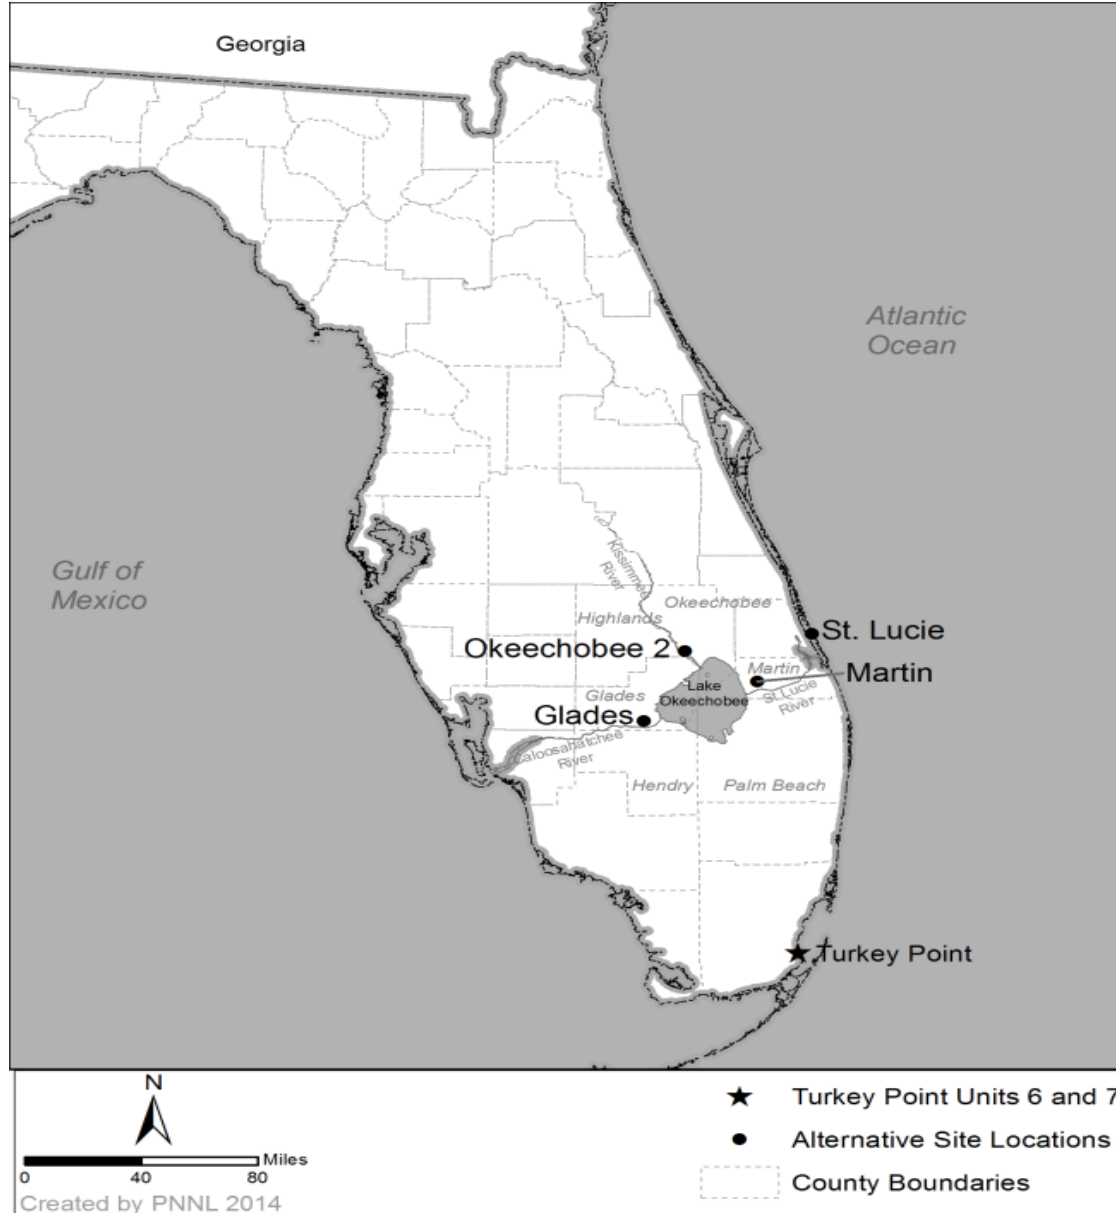 Georgia
Atlantic
Ocean
Gulf of
Mexico
Kissimmee
River
Okeechobee
Highlands
St. Lucie
Okeechobee 2
Martin
Martin
Lake
Okeechobee
St Lucie
River
Glades
Glades
Caloosahatchee
River
Hendry
Palm Beach
Turkey Point
N
Miles
0 40 80
Created by PNNL 2014
Turkey Point Units 6 and 7
Alternative Site Locations
County Boundaries